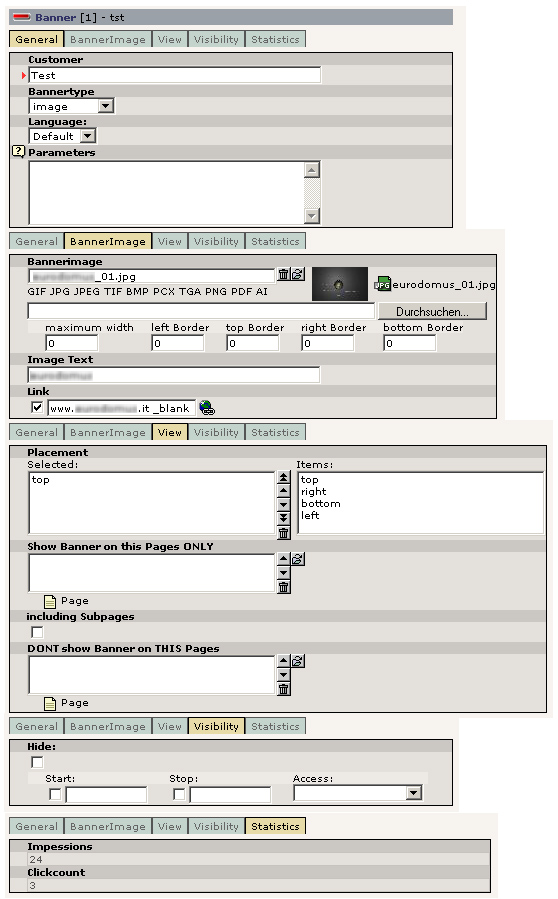 Banner [1] - tst
General BannerImage View Visibility Statistics
Customer
Test
Bannertype
image
Language:
Default
? Parameters
General BannerImage View Visibility Statistics
Bannerimage
_01.jpg
GIF JPG JPEG TIF BMP PCX TGA PNG PDF AI
JPG eurodomus_01.jpg
Durchsuchen...
maximum width left Border top Border right Border bottom Border
0 0 0 0 0
Image Text
Link
www. .it _blank
General BannerImage View Visibility Statistics
Placement
Selected: Items:
top top
right
bottom
left
Show Banner on this Pages ONLY
Page
including Subpages
DONT show Banner on THIS Pages
Page
General BannerImage View Visibility Statistics
Hide:
Start: Stop: Access:
General BannerImage View Visibility Statistics
Impessions
24
Clickcount
3